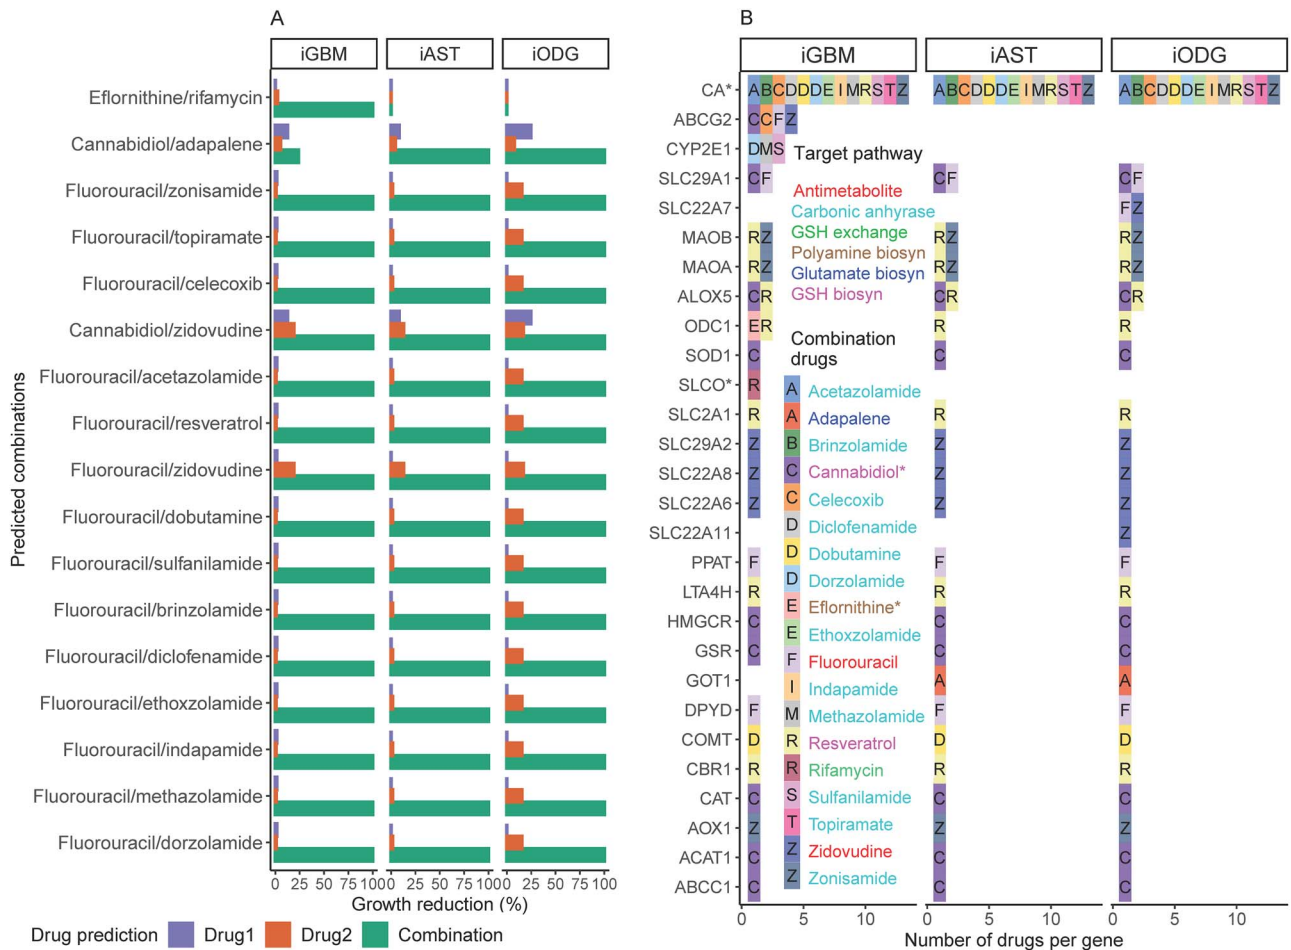 A
iGBM
iAST
iODG
Predicted combinations
Eflornithine/rifamycin
Cannabidiol/adapalene
Fluorouracil/zonisamide
Fluorouracil/topiramate
Fluorouracil/celecoxib
Cannabidiol/zidovudine
Fluorouracil/acetazolamide
Fluorouracil/resveratrol
Fluorouracil/zidovudine
Fluorouracil/dobutamine
Fluorouracil/sulfanilamide
Fluorouracil/brinzolamide
Fluorouracil/diclofenamide
Fluorouracil/ethoxzolamide
Fluorouracil/indapamide
Fluorouracil/methazolamide
Fluorouracil/dorzolamide
0 25 50 75 100 0 25 50 75 100 0 25 50 75 100
Growth reduction (%)
Drug prediction Drug1 Drug2 Combination
B
iGBM
iAST
iODG
CA* ABCDDDEIMRSTZ ABCDDDEIMRSTZ ABCDDDEIMRSTZ
ABCG2 CCFZ
CYP2E1 DMS
SLC29A1 CF CF CF
SLC22A7 FZ
MAOB RZ RZ RZ
MAOA RZ RZ RZ
ALOX5 CR CR CR
ODC1 ER R R
SOD1 C C C
SLCO* R
SLC2A1 R R R
SLC29A2 Z Z Z
SLC22A8 Z Z Z
SLC22A6 Z Z Z
SLC22A11 Z
PPAT F F F
LTA4H R R R
HMGCR C C C
GSR C C C
GOT1 A A
DPYD F F F
COMT D D D
CBR1 R R R
CAT C C C
AOX1 Z Z Z
ACAT1 C C C
ABCC1 C C C
0 5 10 0 5 10 0 5 10
Number of drugs per gene
Target pathway
Antimetabolite
Carbonic anhyrase
GSH exchange
Polyamine biosyn
Glutamate biosyn
GSH biosyn
Combination
drugs
A Acetazolamide
A Adapalene
B Brinzolamide
C Cannabidiol*
C Celecoxib
D Diclofenamide
D Dobutamine
D Dorzolamide
E Eflornithine*
E Ethoxzolamide
F Fluorouracil
I Indapamide
M Methazolamide
R Resveratrol
R Rifamycin
S Sulfanilamide
T Topiramate
Z Zidovudine
Z Zonisamide